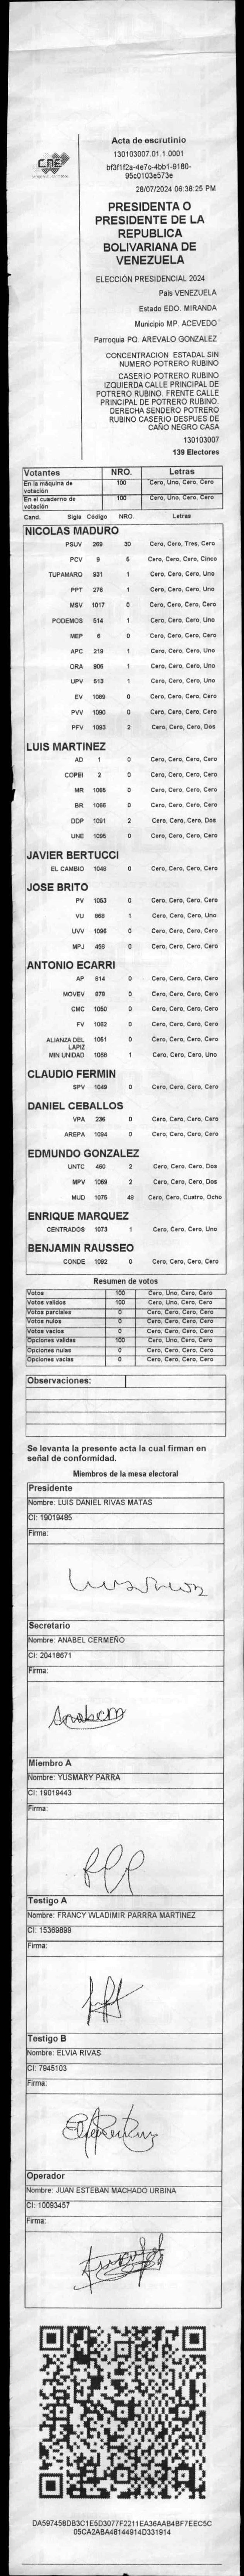 CNE
Acta de escrutinio
130103007.01.1.0001
bf3f1f2a-4e7c-4bb1-9180-
95c0103e573e
28/07/2024 06:36:25 PM
PRESIDENTA O
PRESIDENTE DE LA
REPUBLICA
BOLIVARIANA DE
VENEZUELA
ELECCIÓN PRESIDENCIAL 2024
Pais VENEZUELA
Estado EDO. MIRANDA
Municipio MP. ACEVEDO
Parroquia PQ. AREVALO GONZALEZ
CONCENTRACION ESTADAL SIN
NUMERO POTRERO RUBINO
CASERIO POTRERO RUBINO
IZQUIERDA CALLE PRINCIPAL DE
POTRERO RUBINO. FRENTE CALLE
PRINCIPAL DE POTRERO RUBINO.
DERECHA SENDERO POTRERO
RUBINO CASERIO DESPUES DE
CAÑO NEGRO CASA
130103007
139 Electores
Votantes NRO. Letras
En la máquina de votación 100 Cero, Uno, Cero, Cero
En el cuaderno de votación 100 Cero, Uno, Cero, Cero
Cand. Sigla Código NRO. Letras
NICOLAS MADURO
PSUV 269 30 Cero, Cero, Tres, Cero
PCV 9 5 Cero, Cero, Cero, Cinco
TUPAMARO 931 1 Cero, Cero, Cero, Uno
PPT 276 1 Cero, Cero, Cero, Uno
MSV 1017 0 Cero, Cero, Cero, Cero
PODEMOS 514 1 Cero, Cero, Cero, Uno
MEP 6 0 Cero, Cero, Cero, Cero
APC 219 1 Cero, Cero, Cero, Uno
ORA 906 1 Cero, Cero, Cero, Uno
UPV 513 1 Cero, Cero, Cero, Uno
EV 1089 0 Cero, Cero, Cero, Cero
PVV 1090 0 Cero, Cero, Cero, Cero
PFV 1093 2 Cero, Cero, Cero, Dos
LUIS MARTINEZ
AD 1 0 Cero, Cero, Cero, Cero
COPEI 2 0 Cero, Cero, Cero, Cero
MR 1065 0 Cero, Cero, Cero, Cero
BR 1066 0 Cero, Cero, Cero, Cero
DDP 1091 2 Cero, Cero, Cero, Dos
UNE 1095 0 Cero, Cero, Cero, Cero
JAVIER BERTUCCI
EL CAMBIO 1048 0 Cero, Cero, Cero, Cero
JOSE BRITO
PV 1053 0 Cero, Cero, Cero, Cero
VU 968 1 Cero, Cero, Cero, Uno
UVV 1096 0 Cero, Cero, Cero, Cero
MPJ 458 0 Cero, Cero, Cero, Cero
ANTONIO ECARRI
AP 814 0 Cero, Cero, Cero, Cero
MOVEV 979 0 Cero, Cero, Cero, Cero
CMC 1050 0 Cero, Cero, Cero, Cero
FV 1062 0 Cero, Cero, Cero, Cero
ALIANZA DEL LAPIZ 1051 0 Cero, Cero, Cero, Cero
MIN UNIDAD 1058 1 Cero, Cero, Cero, Uno
CLAUDIO FERMIN
SPV 1049 0 Cero, Cero, Cero, Cero
DANIEL CEBALLOS
VPA 236 0 Cero, Cero, Cero, Cero
AREPA 1094 0 Cero, Cero, Cero, Cero
EDMUNDO GONZALEZ
UNTC 460 2 Cero, Cero, Cero, Dos
MPV 1069 2 Cero, Cero, Cero, Dos
MUD 1075 48 Cero, Cero, Cuatro, Ocho
ENRIQUE MARQUEZ
CENTRADOS 1073 1 Cero, Cero, Cero, Uno
BENJAMIN RAUSSEO
CONDE 1082 0 Cero, Cero, Cero, Cero
Resumen de votos
Votos 100 Cero, Uno, Cero, Cero
Votos validos 100 Cero, Uno, Cero, Cero
Votos parciales 0 Cero, Cero, Cero, Cero
Votos nulos 0 Cero, Cero, Cero, Cero
Votos vacios 0 Cero, Cero, Cero, Cero
Opciones validas 100 Cero, Uno, Cero, Cero
Opciones nulas 0 Cero, Cero, Cero, Cero
Opciones vacias 0 Cero, Cero, Cero, Cero
Observaciones:
Se levanta la presente acta la cual firman en
señal de conformidad.
Miembros de la mesa electoral
Presidente
Nombre: LUIS DANIEL RIVAS MATAS
CI: 19019485
Firma:
Secretario
Nombre: ANABEL CERMEÑO
CI: 20418671
Firma:
Anabem
Miembro A
Nombre: YUSMARY PARRA
CI: 19019443
Firma:
Testigo A
Nombre: FRANCY WLADIMIR PARRRA MARTINEZ
CI: 15369899
Firma:
Testigo B
Nombre: ELVIA RIVAS
CI: 7945103
Firma:
Operador
Nombre: JUAN ESTEBAN MACHADO URBINA
CI: 10093457
Firma:
DA597458DB3C1E5D3077F2211EA36AAB4BF7EEC5C
05CA2ABA48144914D331914